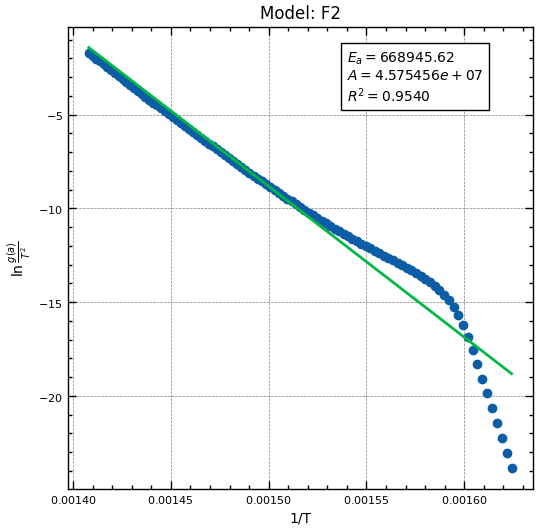 Model: F2
E_a = 668945.62
A = 4.575456e + 07
R^2 = 0.9540
−5
−10
−15
−20
ln g(a)/T^2
0.00140 0.00145 0.00150 0.00155 0.00160
1/T